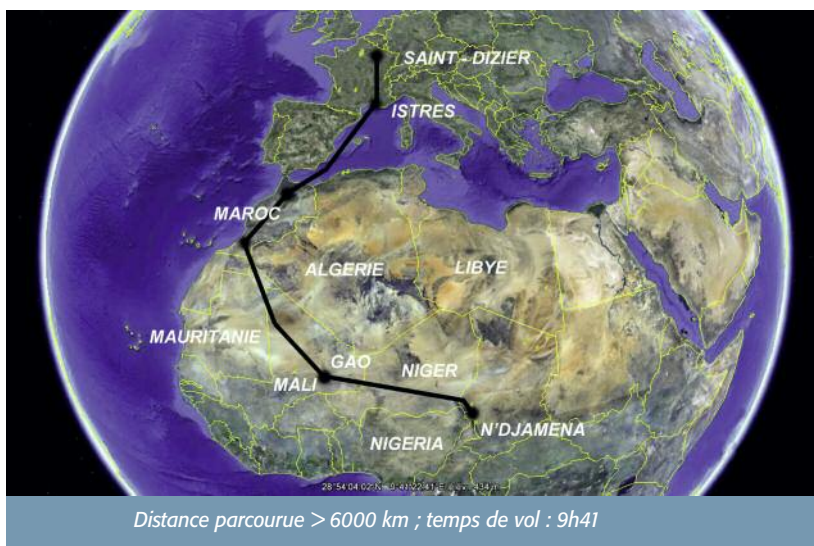 SAINT - DIZIER
ISTRES
MAROC
ALGERIE
LIBYE
MAURITANIE
GAO
NIGER
MALI
N'DJAMENA
NIGERIA
Distance parcourue > 6000 km ; temps de vol : 9h41